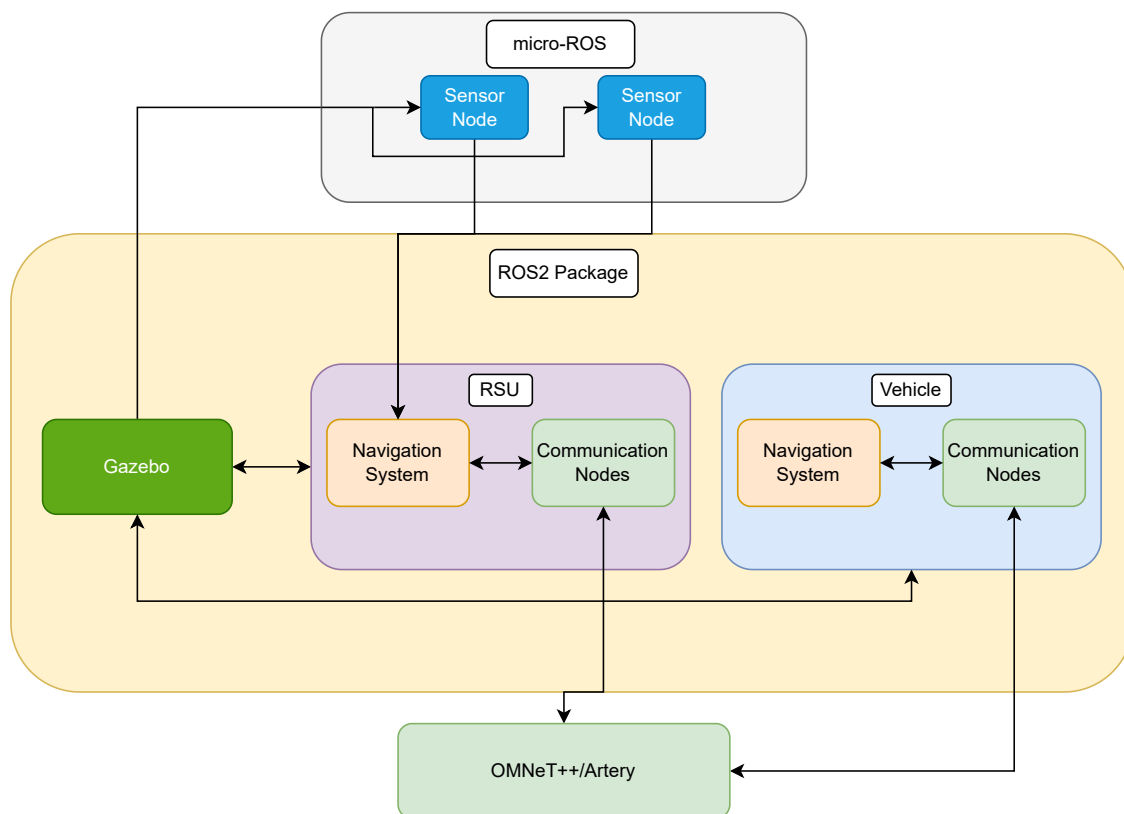 micro-ROS
Sensor
Node
Sensor
Node
ROS2 Package
RSU
Vehicle
Gazebo
Navigation
System
Communication
Nodes
Navigation
System
Communication
Nodes
OMNeT++/Artery